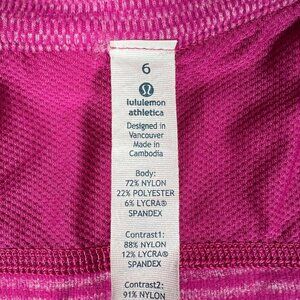 6
lululemon
athletica
Designed in
Vancouver
Made in
Cambodia
Body:
72% NYLON
22% POLYESTER
6% LYCRA®
SPANDEX
Contrast1:
88% NYLON
12% LYCRA®
SPANDEX
Contrast2:
91% NYLON